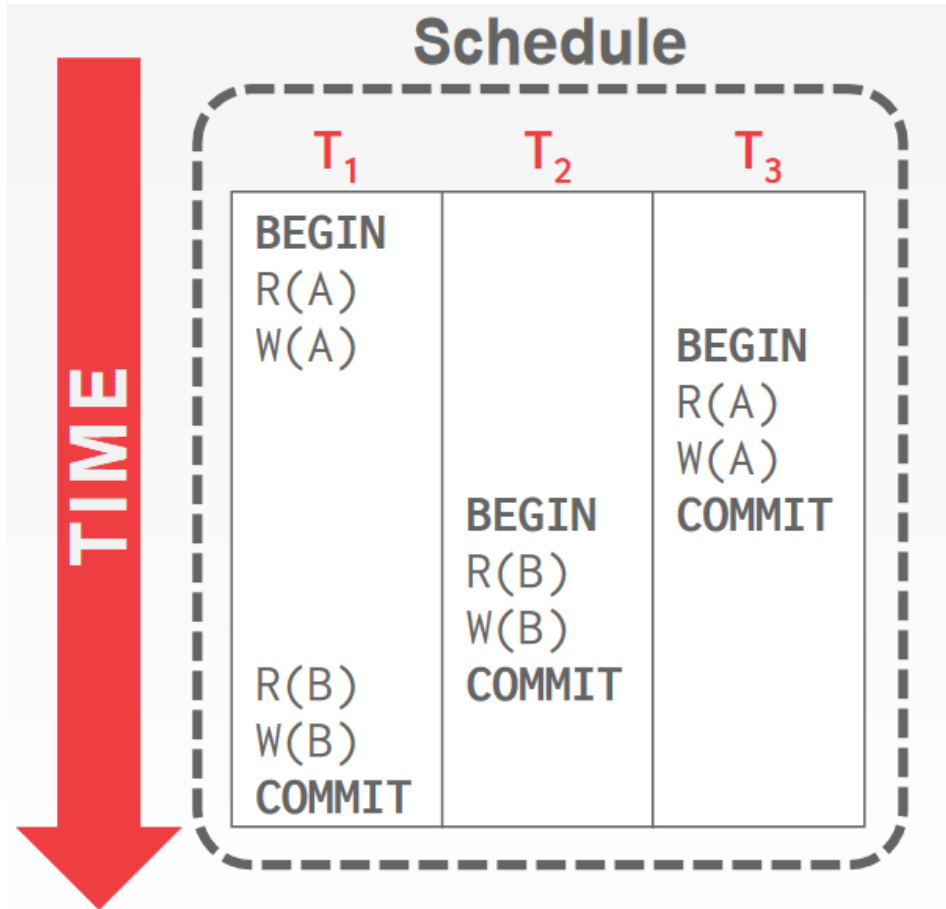 Schedule
TIME
T1 T2 T3
BEGIN
R(A)
W(A) BEGIN
R(A)
W(A)
BEGIN COMMIT
R(B)
W(B)
R(B) COMMIT
W(B)
COMMIT